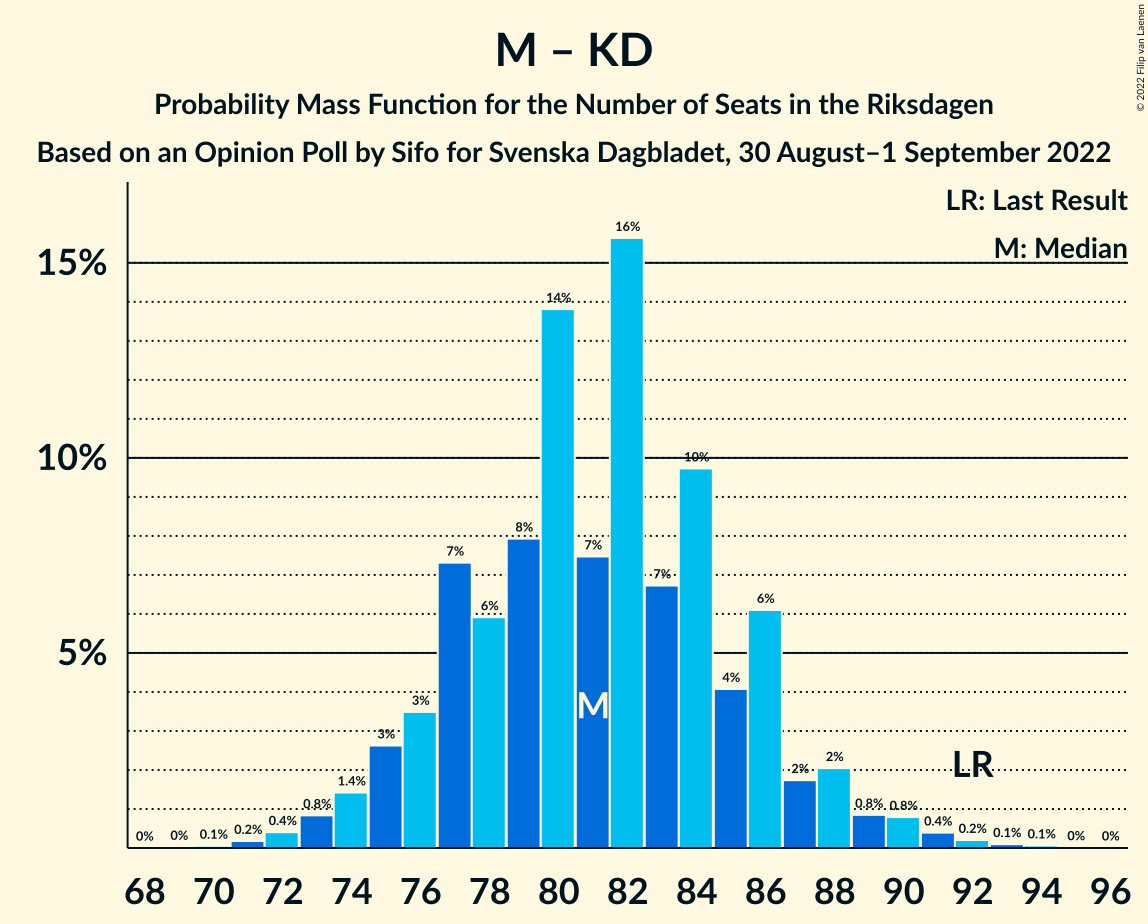 M – KD
Probability Mass Function for the Number of Seats in the Riksdagen
Based on an Opinion Poll by Sifo for Svenska Dagbladet, 30 August–1 September 2022
© 2022 Filip van Laenen
LR: Last Result
M: Median
15%
10%
5%
0% 0% 0.1% 0.2% 0.4% 0.8% 1.4% 3% 3% 7% 6% 8% 14% 7% 16% 7% 10% 4% 6% 2% 2% 0.8% 0.8% 0.4% 0.2% 0.1% 0.1% 0% 0%
M
LR
68 70 72 74 76 78 80 82 84 86 88 90 92 94 96